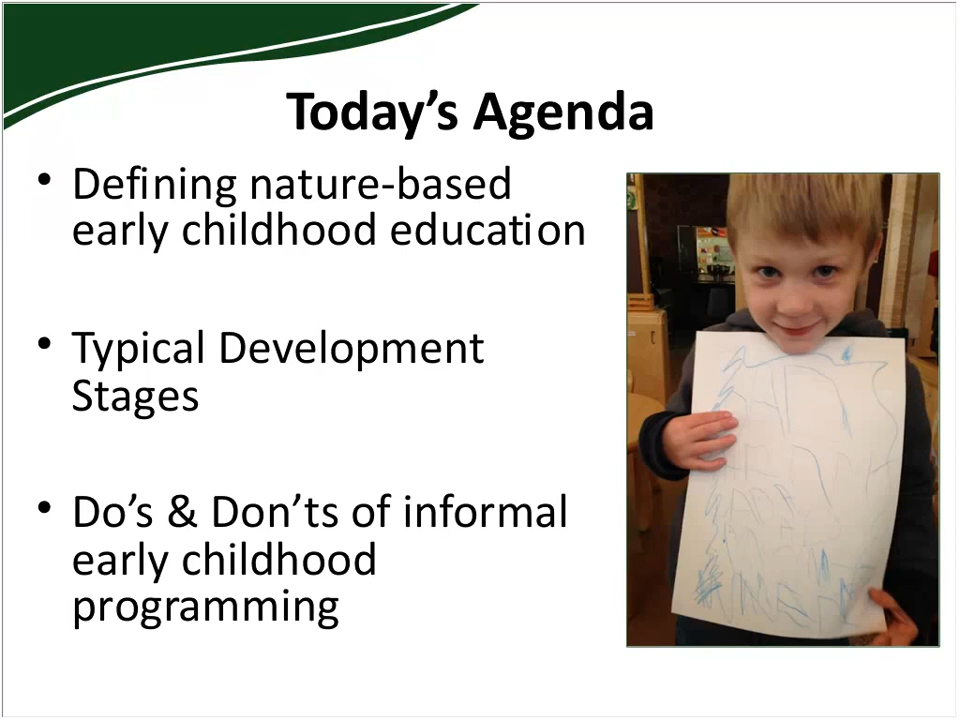 Today’s Agenda
• Defining nature-based
early childhood education
• Typical Development
Stages
• Do’s & Don’ts of informal
early childhood
programming